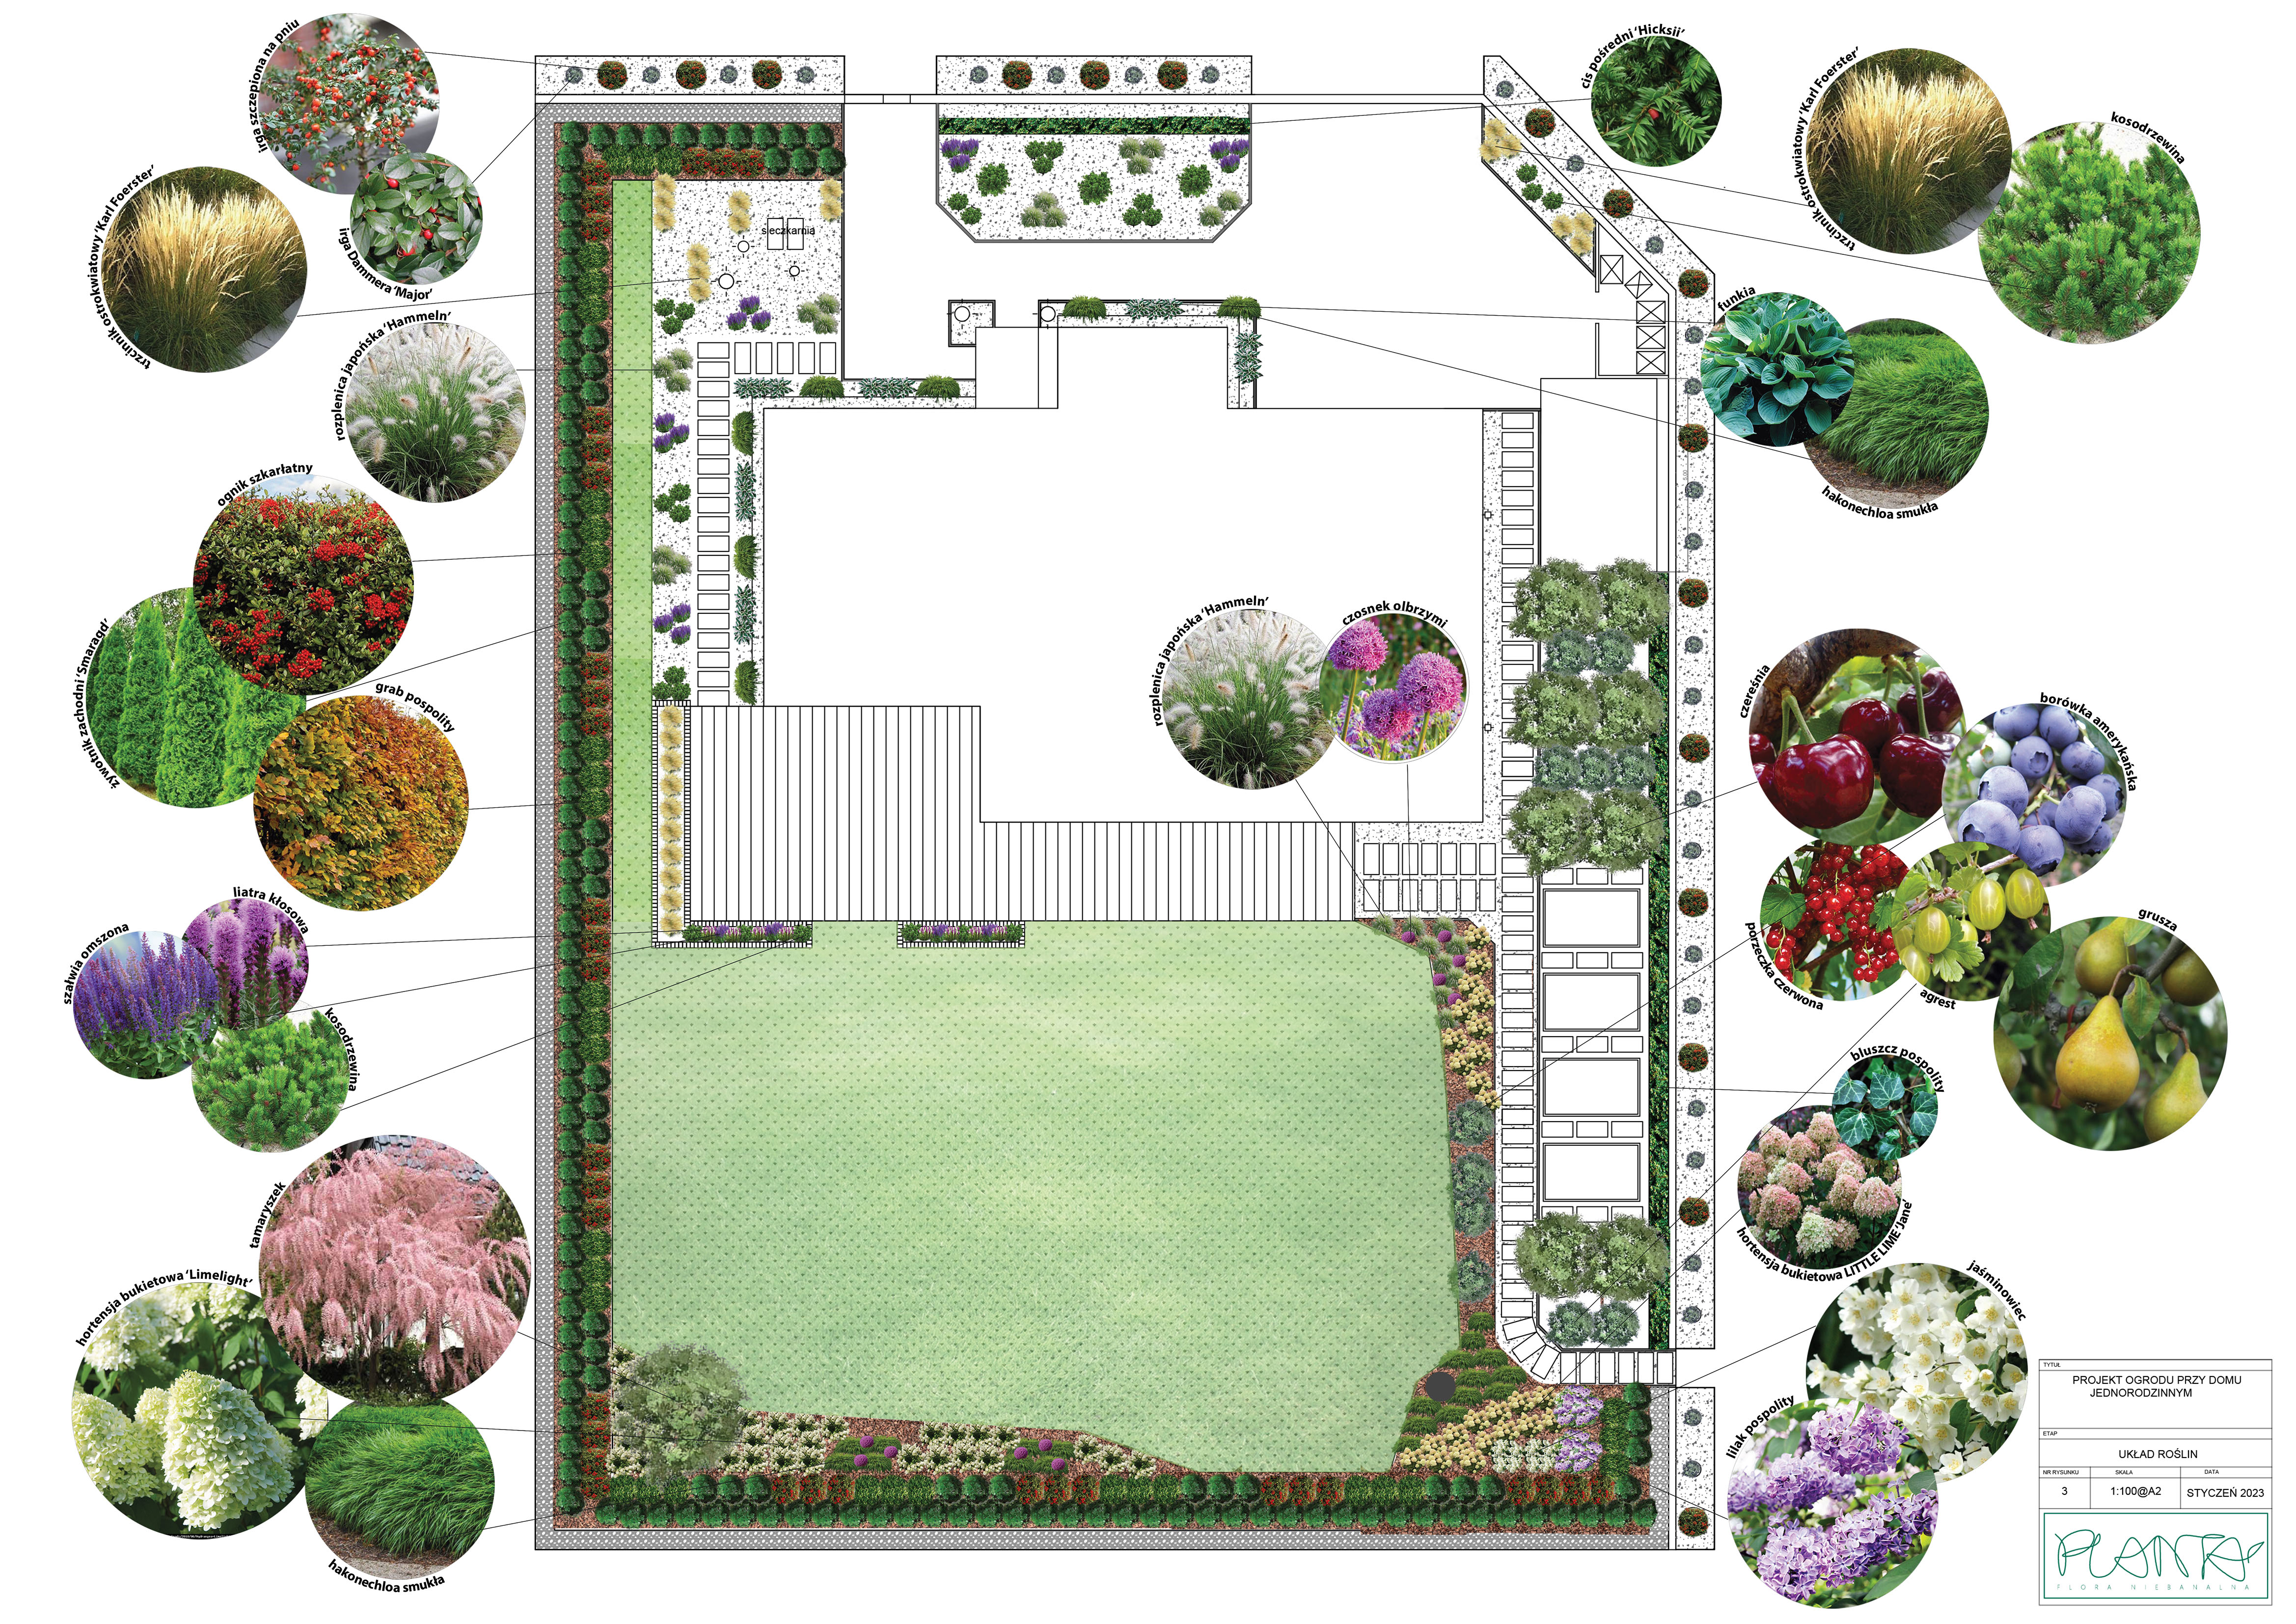 irga szczepiona na pniu
irga Dammera ‘Major’
trzcinnik ostrokwiatowy ‘Karl Foerster’
rozplenica japońska ‘Hammeln’
ognik szkarłatny
żywotnik zachodni ‘Smaragd’
grab pospolity
liatra kłosowa
szałwia omszona
kosodrzewina
tamaryszek
hortensja bukietowa ‘Limelight’
hakonechloa smukła
sieczkarnia
rozplenica japońska ‘Hammeln’
czosnek olbrzymi
cis pośredni ‘Hicksii’
trzcinnik ostrokwiatowy ‘Karl Foerster’
kosodrzewina
funkia
hakonechloa smukła
czereśnia
borówka amerykańska
porzeczka czerwona
agrest
grusza
bluszcz pospolity
hortensja bukietowa LITTLE LIME ‘Jane’
jaśminowiec
lilak pospolity
TYTUŁ
PROJEKT OGRODU PRZY DOMU
JEDNORODZINNYM
ETAP
UKŁAD ROŚLIN
NR RYSUNKU SKALA DATA
3 1:100@A2 STYCZEŃ 2023
PLANTA
FLORA NIEBANALNA